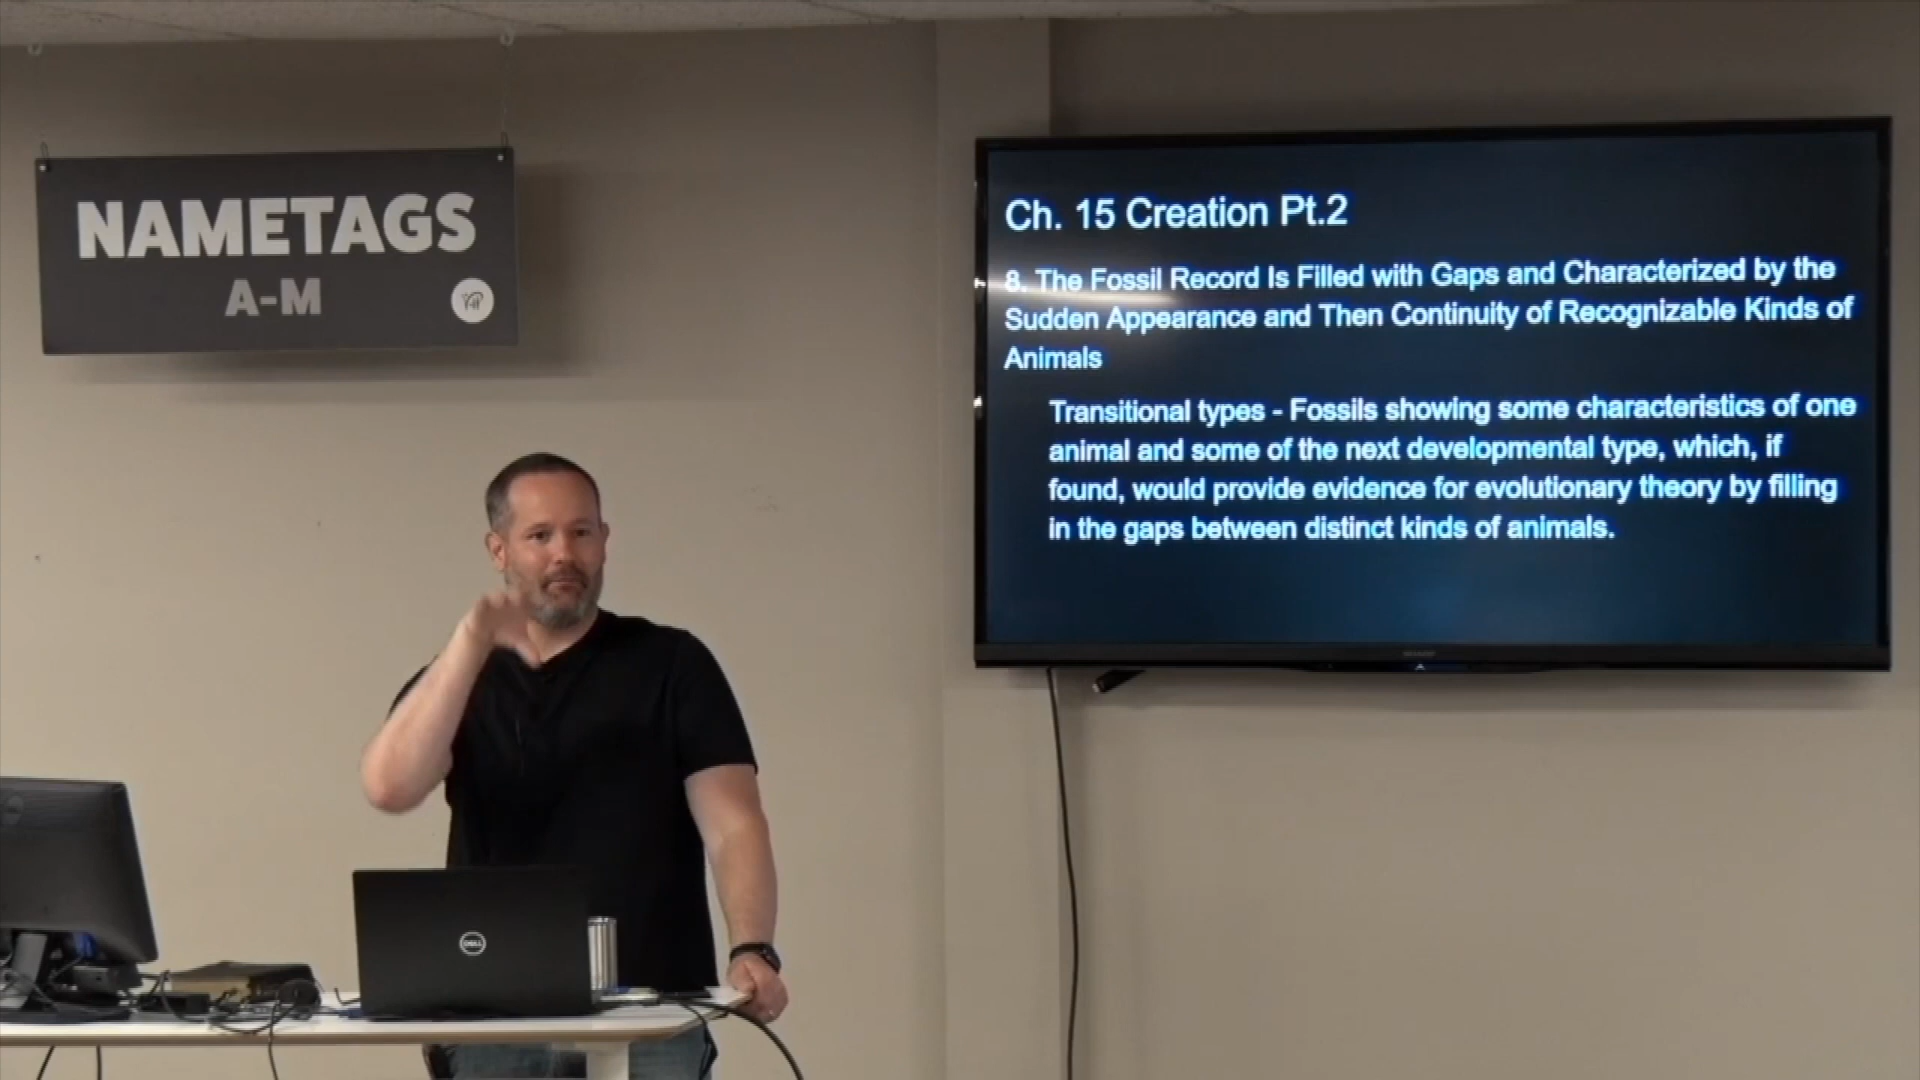 NAMETAGS
A-M
Ch. 15 Creation Pt.2
8. The Fossil Record Is Filled with Gaps and Characterized by the
Sudden Appearance and Then Continuity of Recognizable Kinds of
Animals
Transitional types - Fossils showing some characteristics of one
animal and some of the next developmental type, which, if
found, would provide evidence for evolutionary theory by filling
in the gaps between distinct kinds of animals.
SHARP
DELL